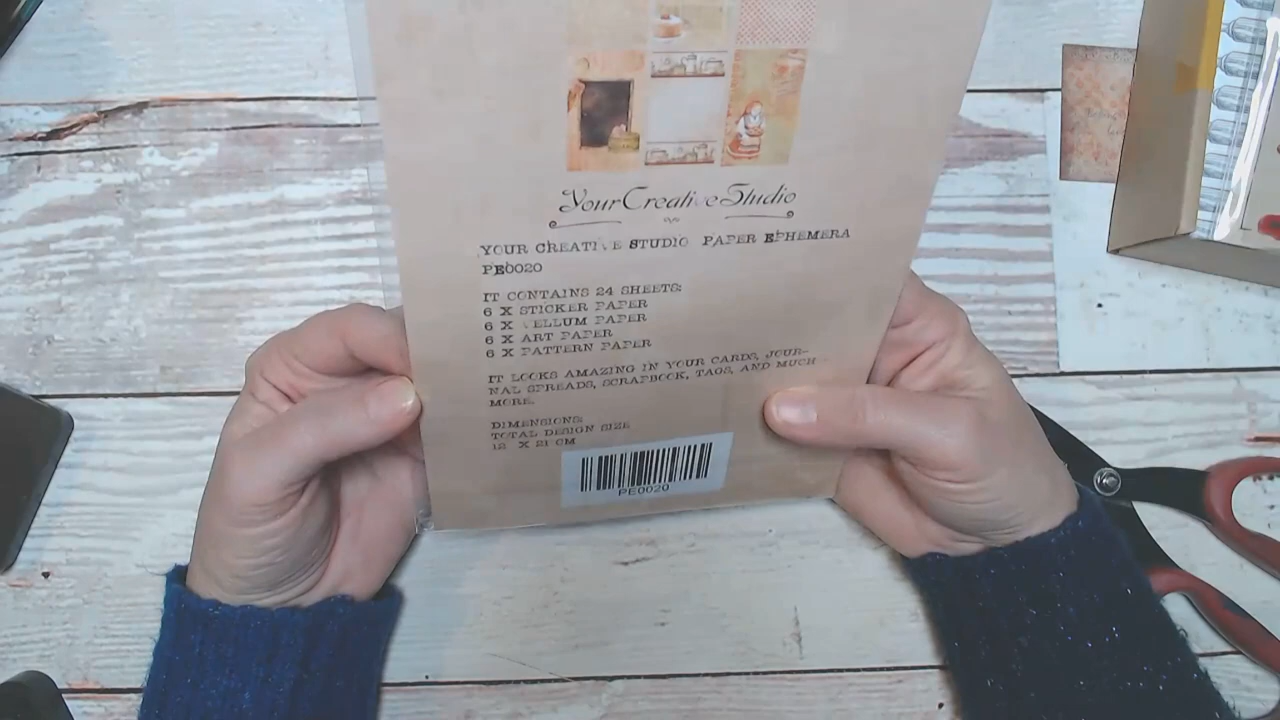 YourCreativeStudio
YOUR CREATIVE STUDIO PAPER EPHEMERA
PE0020
IT CONTAINS 24 SHEETS:
6 X STICKER PAPER
6 X VELLUM PAPER
6 X ART PAPER
6 X PATTERN PAPER
IT LOOKS AMAZING IN YOUR CARDS, JOUR-
NAL SPREADS, SCRAPBOOK, TAGS, AND MUCH
MORE.
DIMENSIONS:
TOTAL DESIGN SIZE
12 X 21 CM
PE0020